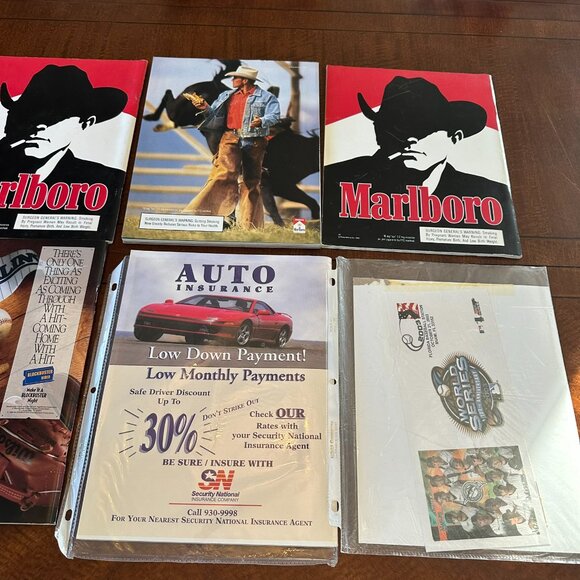 rlboro
SURGEON GENERAL'S WARNING: Smoking
By Pregnant Women May Result in Fetal
Injury, Premature Birth, And Low Birth Weight.
SURGEON GENERAL'S WARNING: Quitting Smoking
Now Greatly Reduces Serious Risks to Your Health.
Marlboro
Marlboro
SURGEON GENERAL'S WARNING: Smoking
By Pregnant Women May Result in Fetal
Injury, Premature Birth, And Low Birth Weight.
THERE'S
ONLY ONE
THING AS
EXCITING
AS COMING
THROUGH
WITH
A HIT-
COMING
HOME
WITH
A HIT.
BLOCKBUSTER
VIDEO
Make It A
BLOCKBUSTER
Night
AUTO
INSURANCE
Low Down Payment!
Low Monthly Payments
Safe Driver Discount
Up To
30%
DON'T STRIKE OUT
Check OUR
Rates with
your Security National
Insurance Agent
BE SURE / INSURE WITH
SN
Security National
INSURANCE COMPANY
Call 930-9998
FOR YOUR NEAREST SECURITY NATIONAL INSURANCE AGENT
2003
WORLD
SERIES